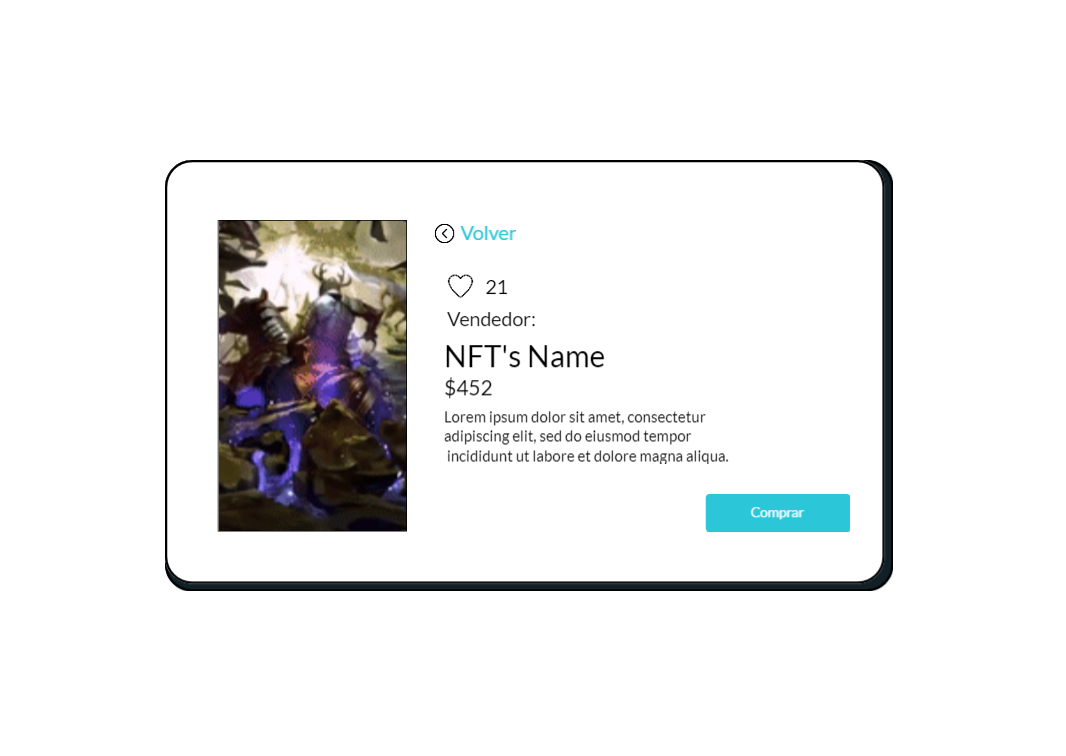 Volver
21
Vendedor:
NFT's Name
$452
Lorem ipsum dolor sit amet, consectetur
adipiscing elit, sed do eiusmod tempor
incididunt ut labore et dolore magna aliqua.
Comprar